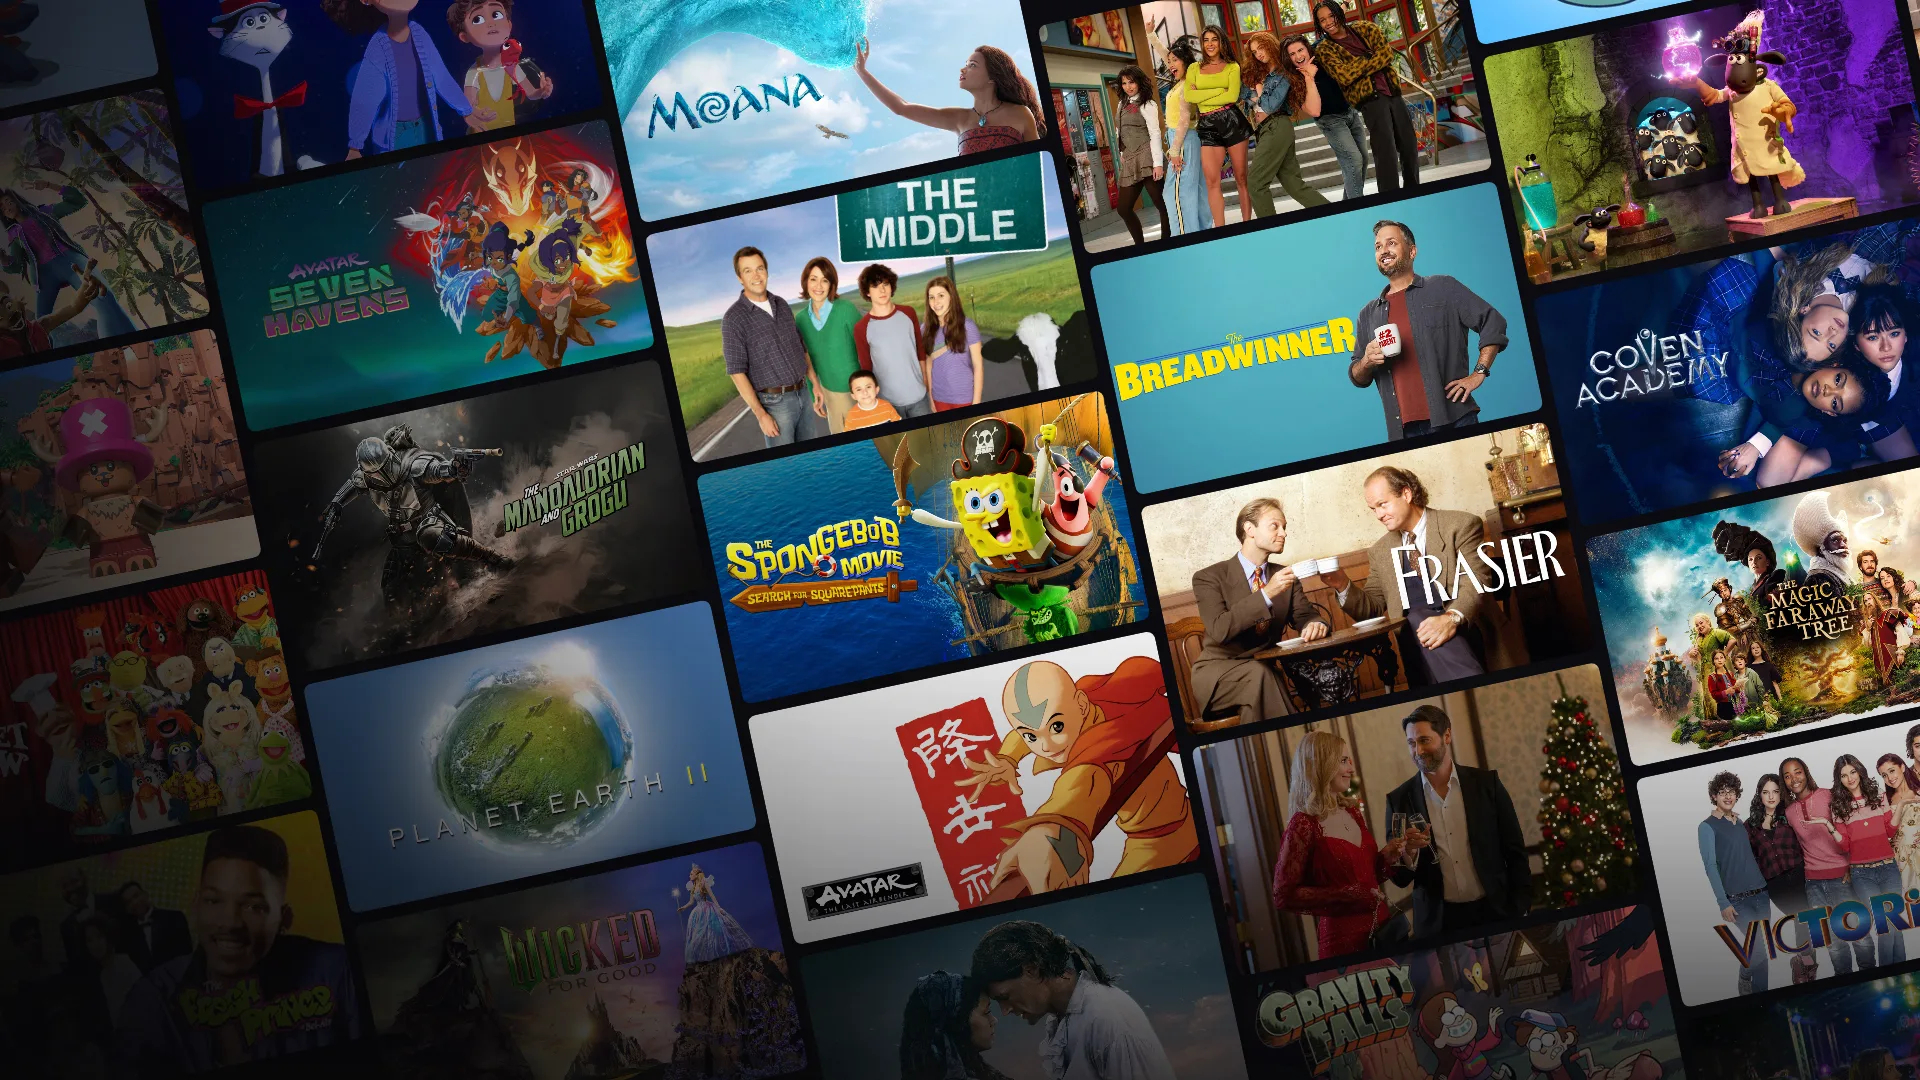 MOANA
THE
MIDDLE
AVATAR
SEVEN
HAVENS
The
BREADWINNER
#2
PARENT
COVEN
ACADEMY
STAR WARS
THE
MANDALORIAN
AND
GROGU
THE
SPONGEBOB
MOVIE
SEARCH FOR SQUAREPANTS
FRASIER
THE
MAGIC
FARAWAY
TREE
PLANET EARTH II
降
世
神
AVATAR
THE LAST AIRBENDER
WICKED
FOR GOOD
VICTORi
GRAVITY
FALLS
Fresh
Prince